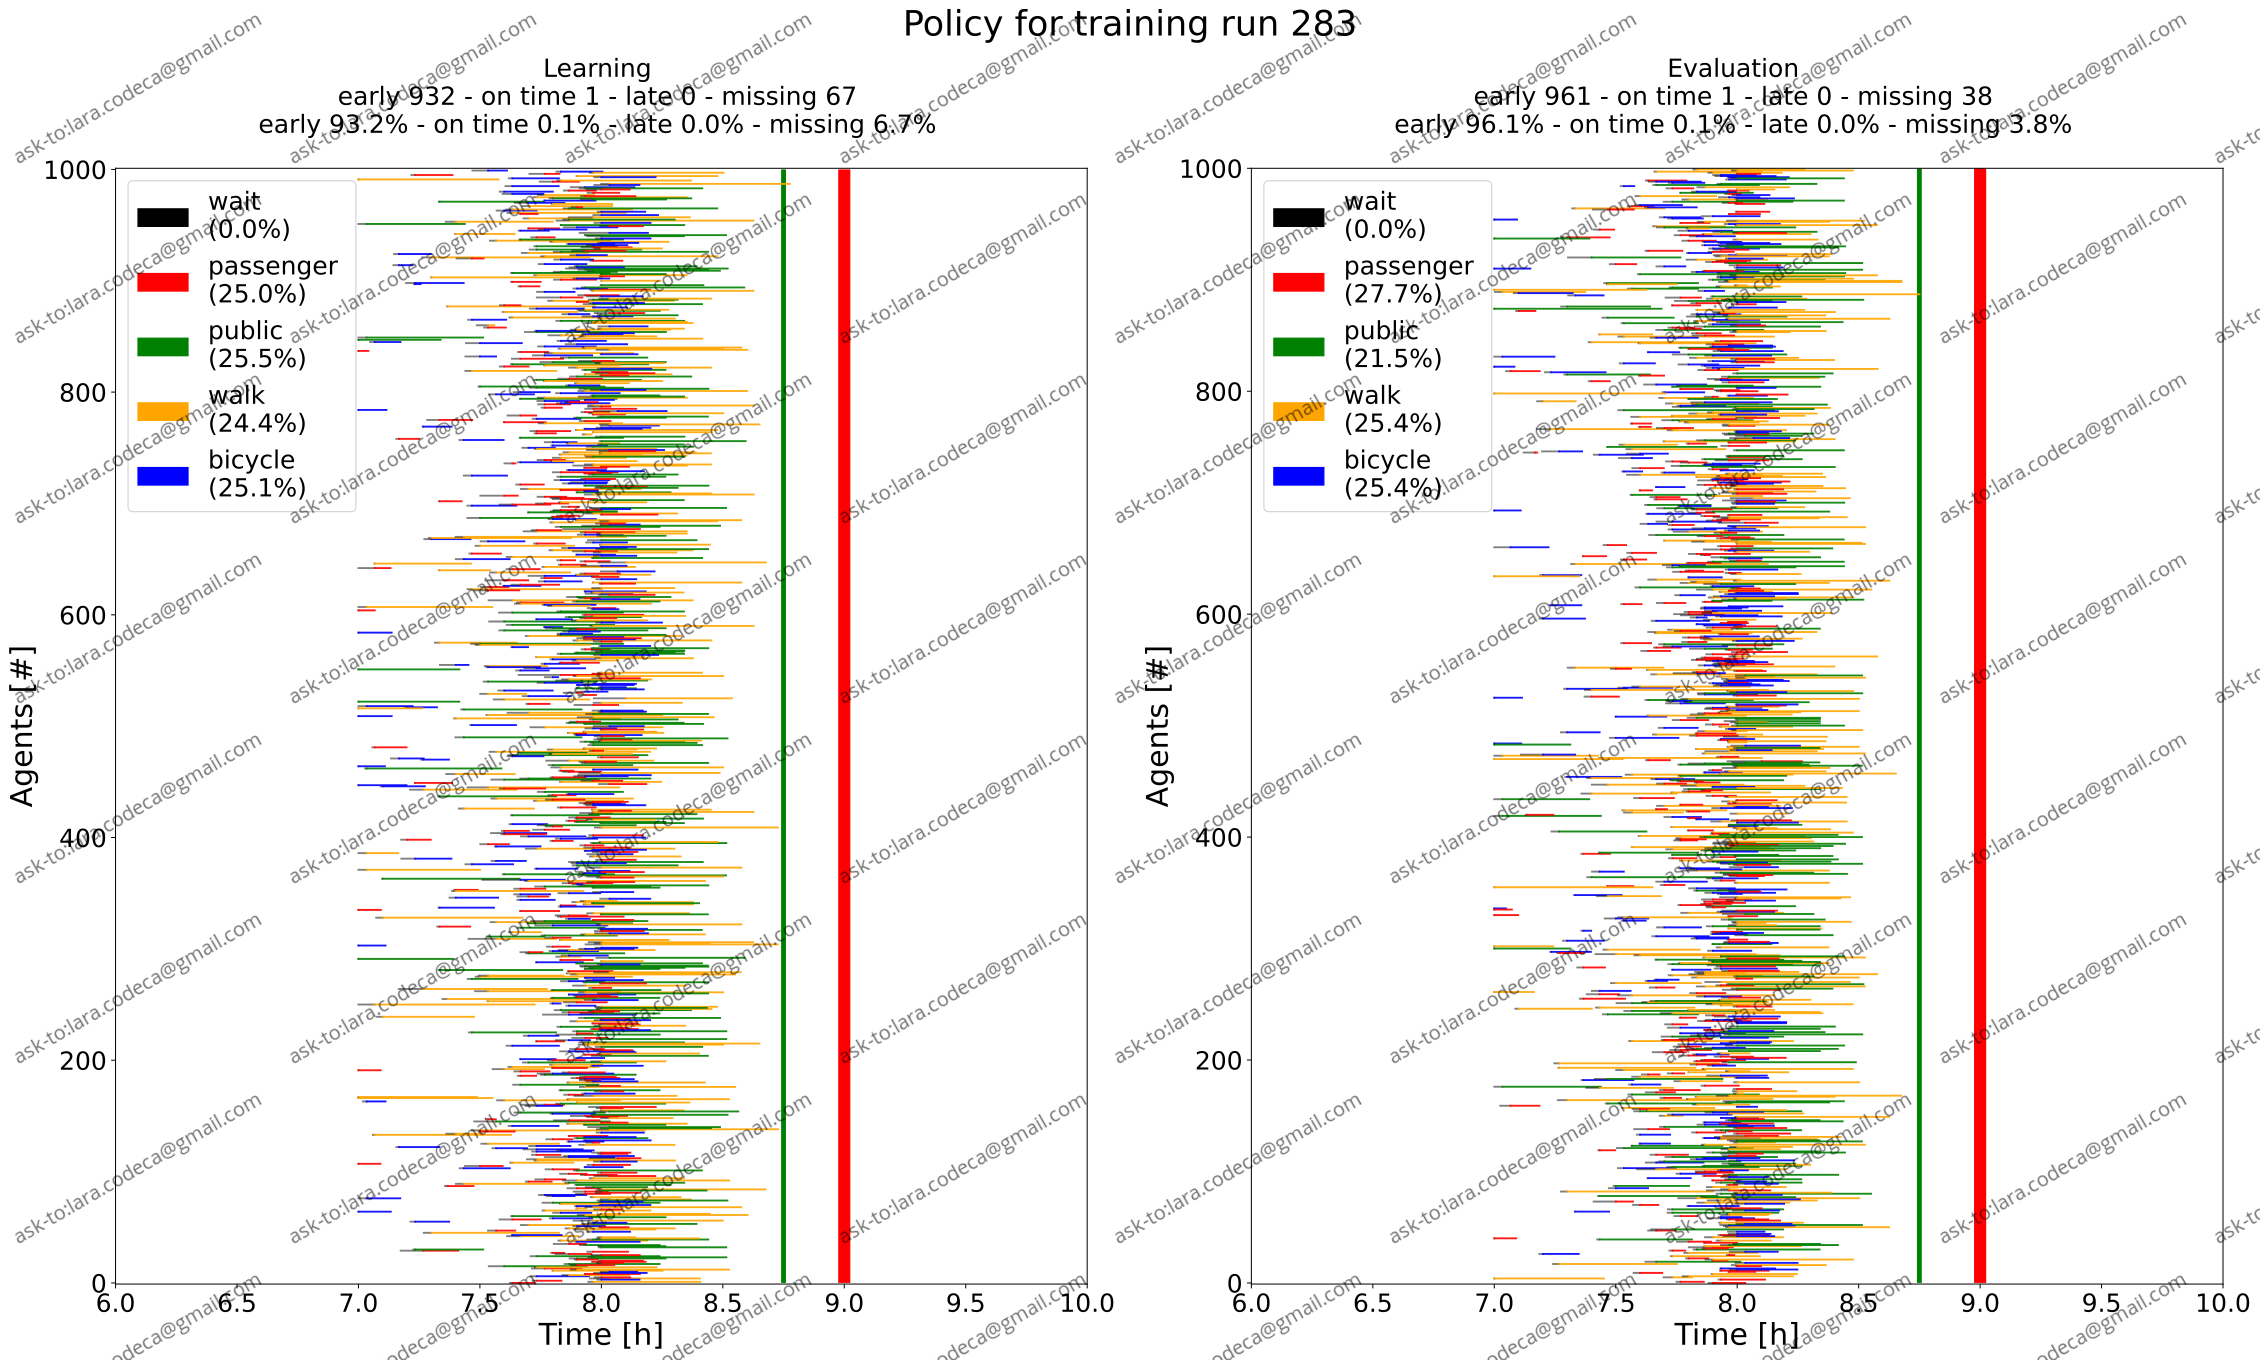 Policy for training run 283
Learning
early 932 - on time 1 - late 0 - missing 67
early 93.2% - on time 0.1% - late 0.0% - missing 6.7%
1000
800
600
400
200
0
Agents [#]
wait
(0.0%)
passenger
(25.0%)
public
(25.5%)
walk
(24.4%)
bicycle
(25.1%)
6.0 6.5 7.0 7.5 8.0 8.5 9.0 9.5 10.0
Time [h]
Evaluation
early 961 - on time 1 - late 0 - missing 38
early 96.1% - on time 0.1% - late 0.0% - missing 3.8%
1000
800
600
400
200
0
Agents [#]
wait
(0.0%)
passenger
(27.7%)
public
(21.5%)
walk
(25.4%)
bicycle
(25.4%)
6.0 6.5 7.0 7.5 8.0 8.5 9.0 9.5 10.0
Time [h]
ask-to:lara.codeca@gmail.com